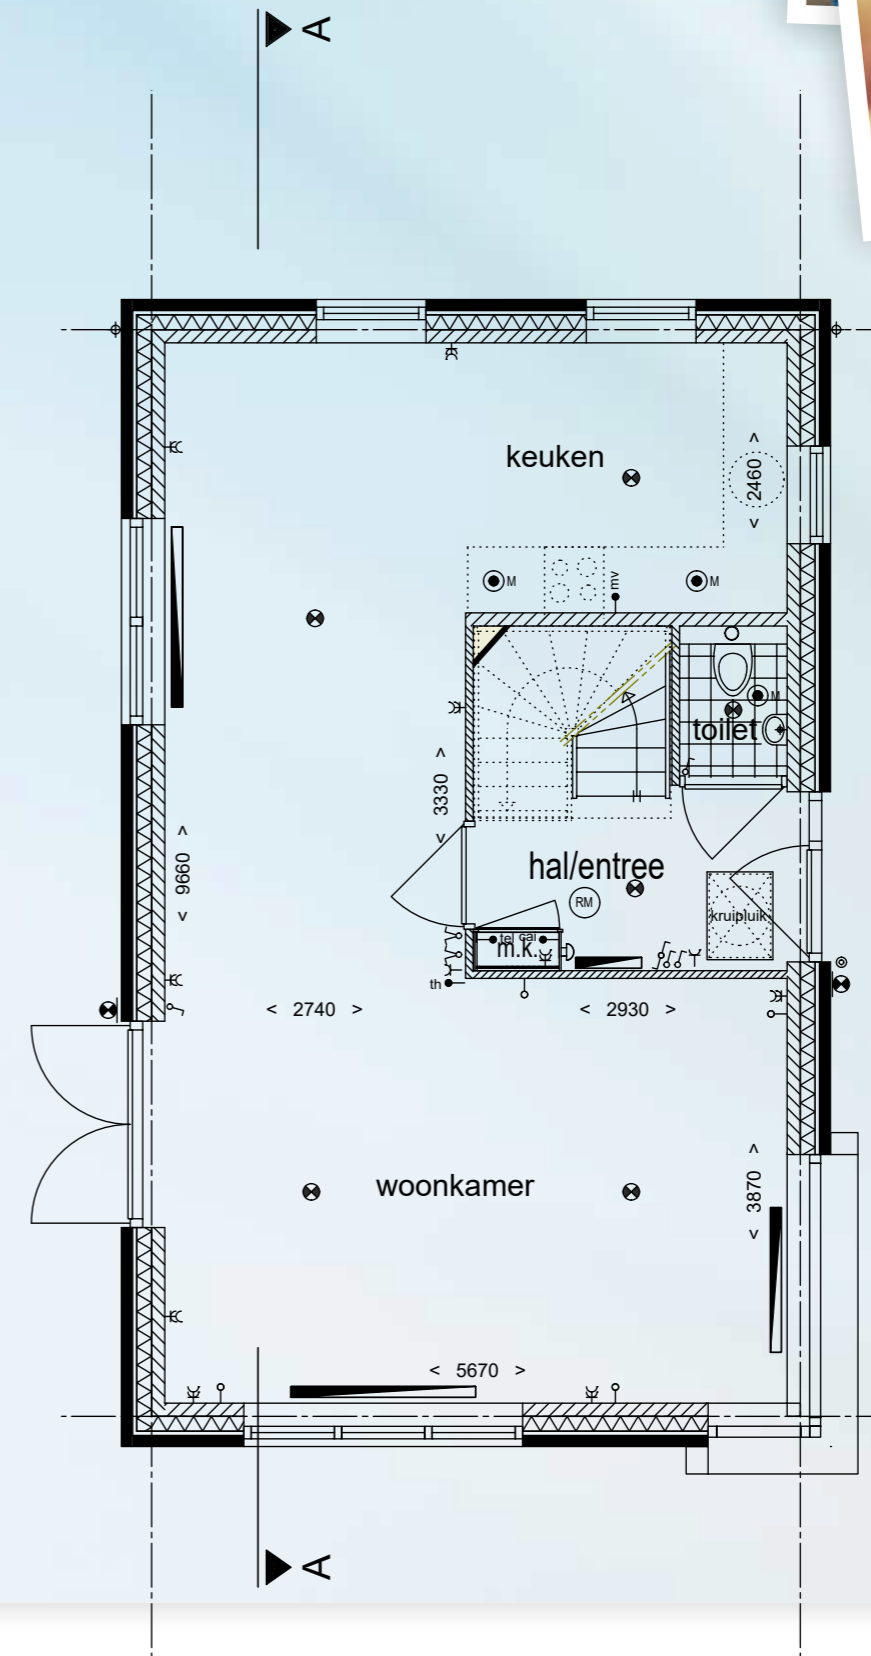 A
keuken
< 2460 >
M
M
mv
M
toilet
< 3330 >
< 9660 >
hal/entree
RM
kruipluik
tel cai
m.k.
th
< 2740 >
< 2930 >
woonkamer
< 3870 >
< 5670 >
A